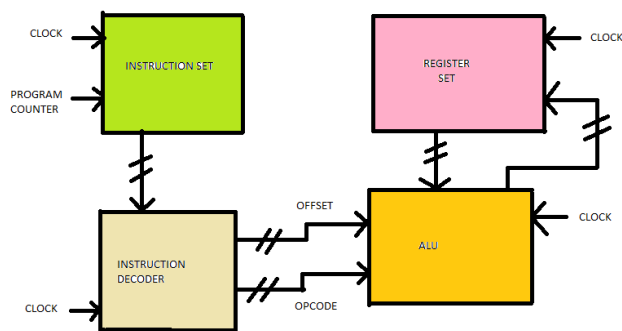 CLOCK
INSTRUCTION SET
PROGRAM
COUNTER
REGISTER
SET
CLOCK
OFFSET
INSTRUCTION
DECODER
CLOCK
OPCODE
ALU
CLOCK